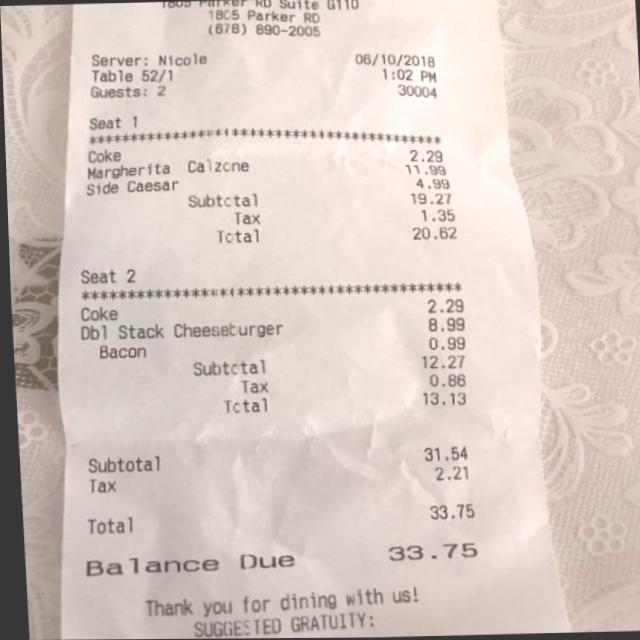 1805 Parker RD Suite G110
1805 Parker RD
(678) 890-2005
Server: Nicole 06/10/2018
Table 52/1 1:02 PM
Guests: 2 30004
Seat 1
******************************************
Coke 2.29
Margherita Calzone 11.99
Side Caesar 4.99
Subtotal 19.27
Tax 1.35
Total 20.62
Seat 2
******************************************
Coke 2.29
Dbl Stack Cheeseburger 8.99
Bacon 0.99
Subtotal 12.27
Tax 0.86
Total 13.13
Subtotal 31.54
Tax 2.21
Total 33.75
Balance Due 33.75
Thank you for dining with us!
SUGGESTED GRATUITY: